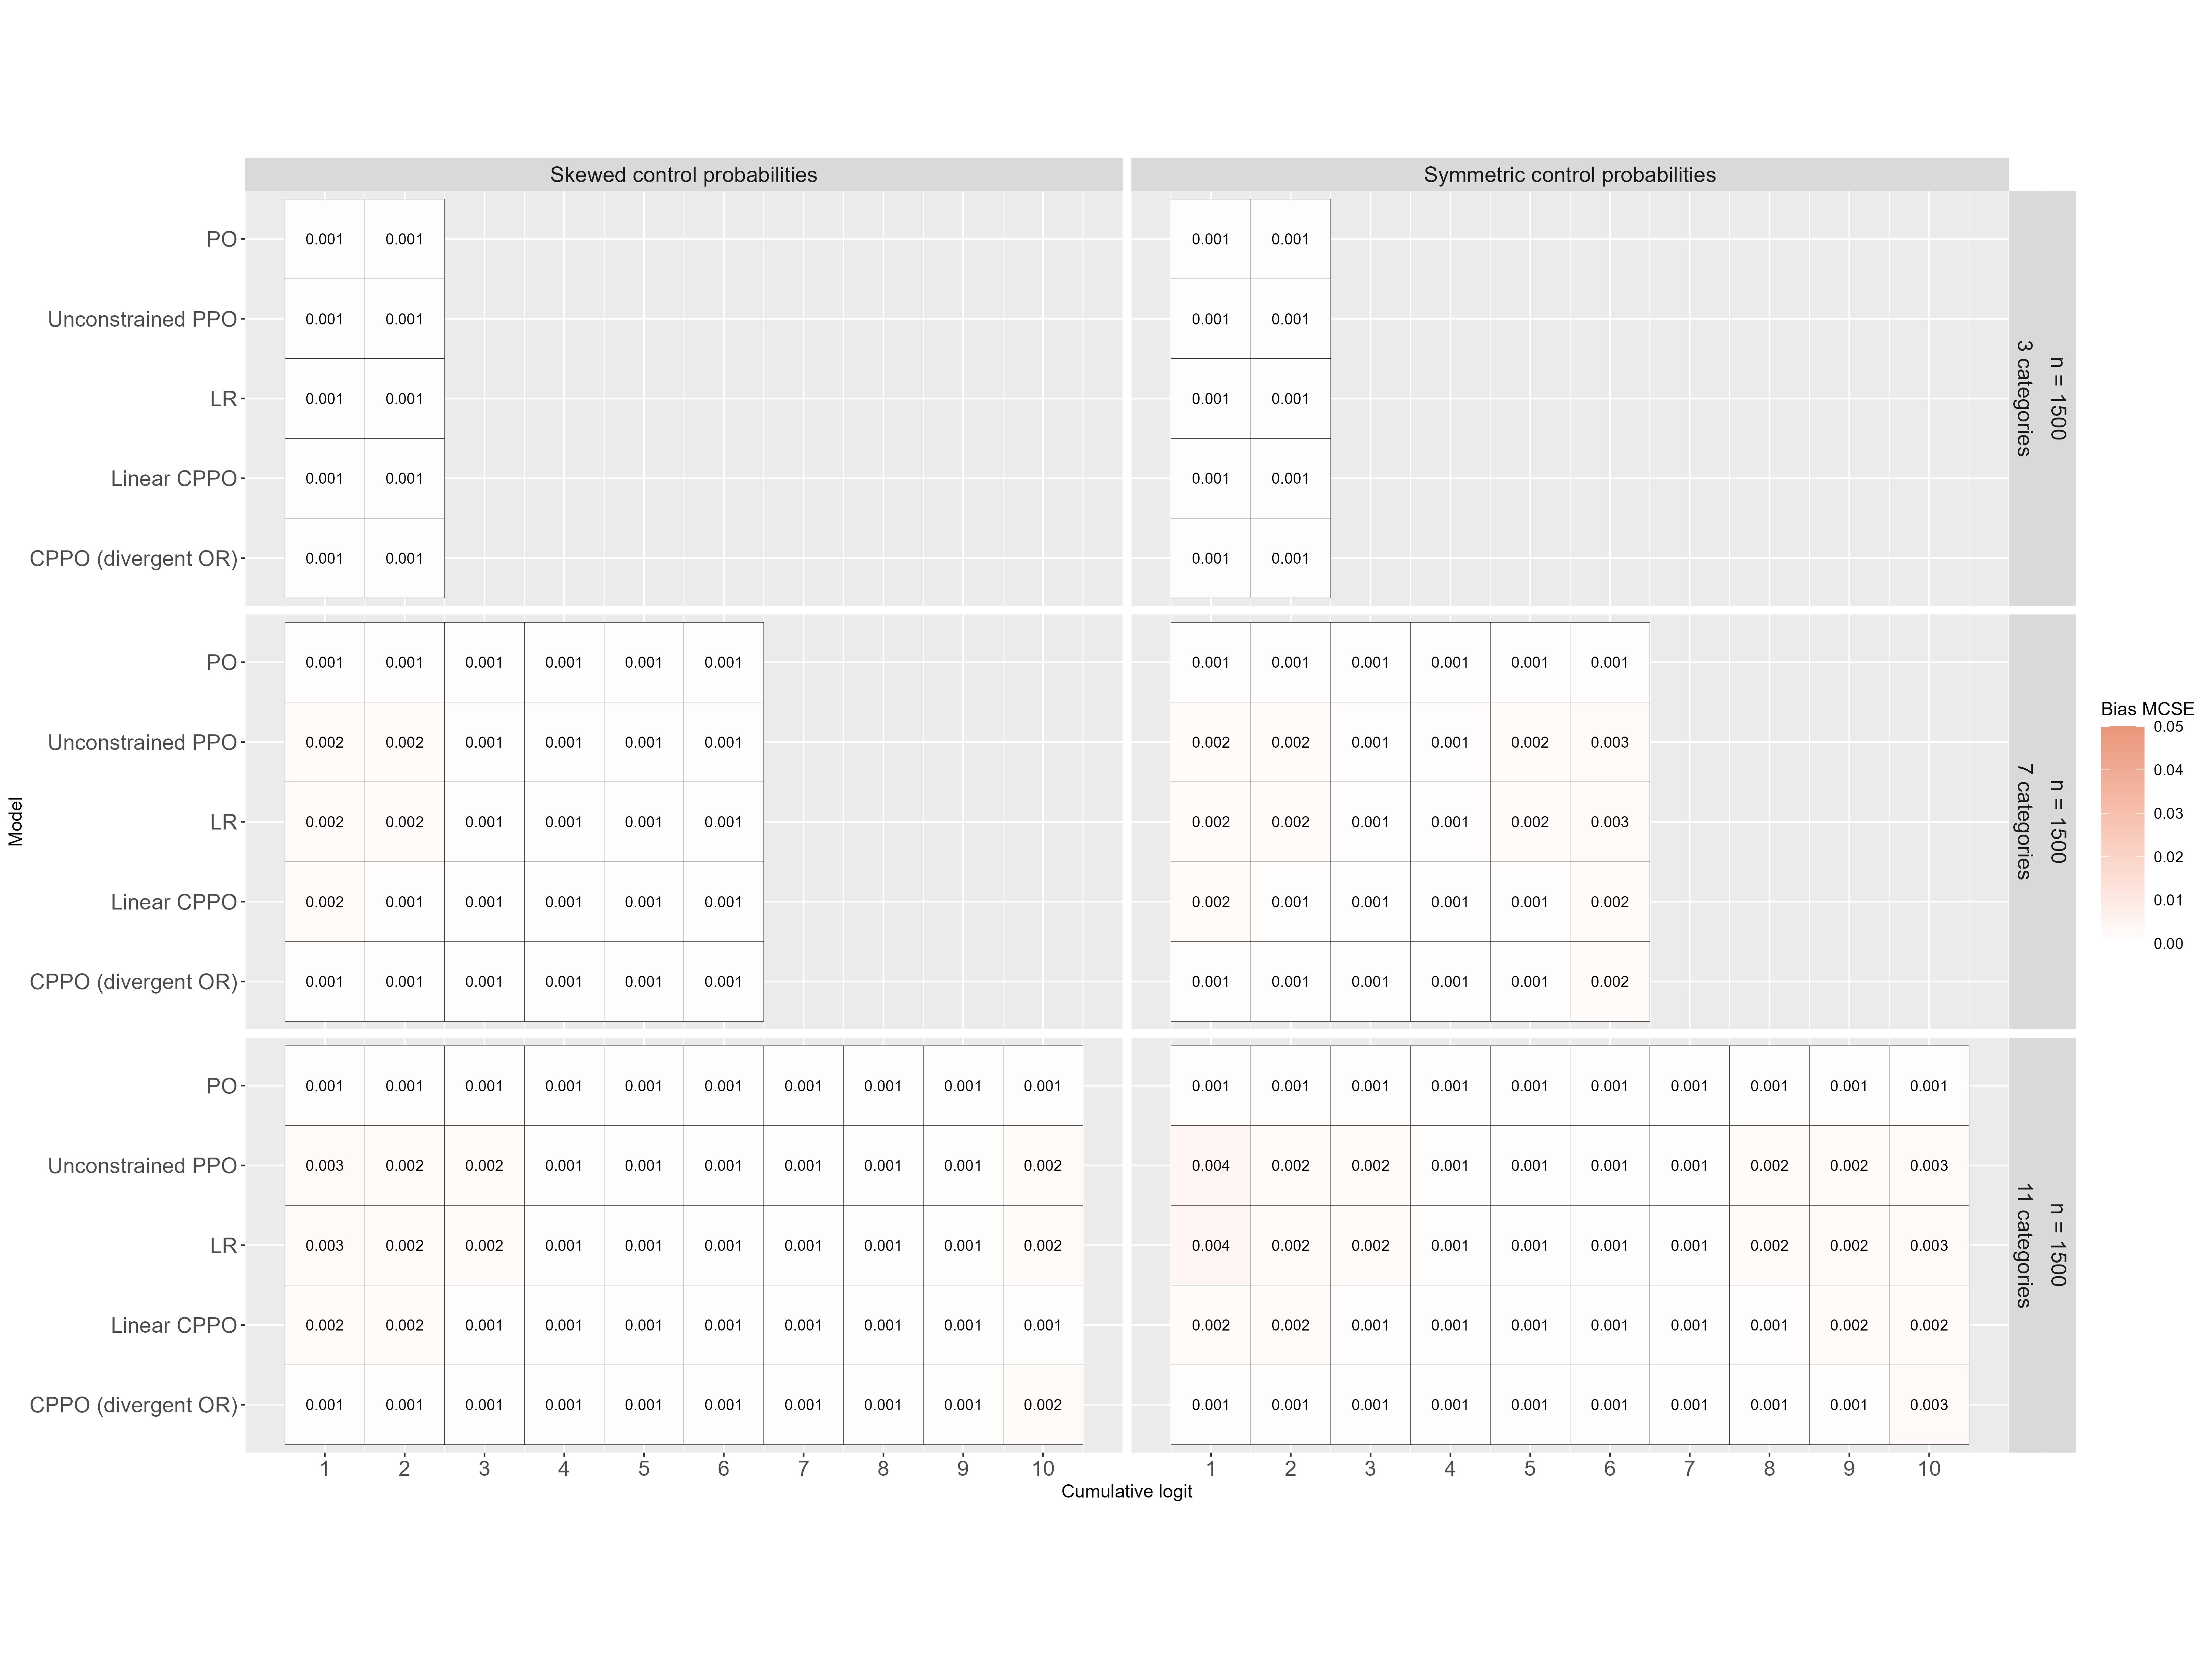 Skewed control probabilities
Symmetric control probabilities
PO 0.001 0.001 0.001 0.001
Unconstrained PPO 0.001 0.001 0.001 0.001
LR 0.001 0.001 0.001 0.001
Linear CPPO 0.001 0.001 0.001 0.001
CPPO (divergent OR) 0.001 0.001 0.001 0.001
n = 1500
3 categories
PO 0.001 0.001 0.001 0.001 0.001 0.001 0.001 0.001 0.001 0.001 0.001 0.001
Unconstrained PPO 0.002 0.002 0.001 0.001 0.001 0.001 0.002 0.002 0.001 0.001 0.002 0.003
LR 0.002 0.002 0.001 0.001 0.001 0.001 0.002 0.002 0.001 0.001 0.002 0.003
Linear CPPO 0.002 0.001 0.001 0.001 0.001 0.001 0.002 0.001 0.001 0.001 0.001 0.002
CPPO (divergent OR) 0.001 0.001 0.001 0.001 0.001 0.001 0.001 0.001 0.001 0.001 0.001 0.002
n = 1500
7 categories
PO 0.001 0.001 0.001 0.001 0.001 0.001 0.001 0.001 0.001 0.001 0.001 0.001 0.001 0.001 0.001 0.001 0.001 0.001 0.001 0.001
Unconstrained PPO 0.003 0.002 0.002 0.001 0.001 0.001 0.001 0.001 0.001 0.002 0.004 0.002 0.002 0.001 0.001 0.001 0.001 0.002 0.002 0.003
LR 0.003 0.002 0.002 0.001 0.001 0.001 0.001 0.001 0.001 0.002 0.004 0.002 0.002 0.001 0.001 0.001 0.001 0.002 0.002 0.003
Linear CPPO 0.002 0.002 0.001 0.001 0.001 0.001 0.001 0.001 0.001 0.001 0.002 0.002 0.001 0.001 0.001 0.001 0.001 0.001 0.002 0.002
CPPO (divergent OR) 0.001 0.001 0.001 0.001 0.001 0.001 0.001 0.001 0.001 0.002 0.001 0.001 0.001 0.001 0.001 0.001 0.001 0.001 0.001 0.003
n = 1500
11 categories
1 2 3 4 5 6 7 8 9 10 1 2 3 4 5 6 7 8 9 10
Cumulative logit
Model
Bias MCSE
0.05
0.04
0.03
0.02
0.01
0.00